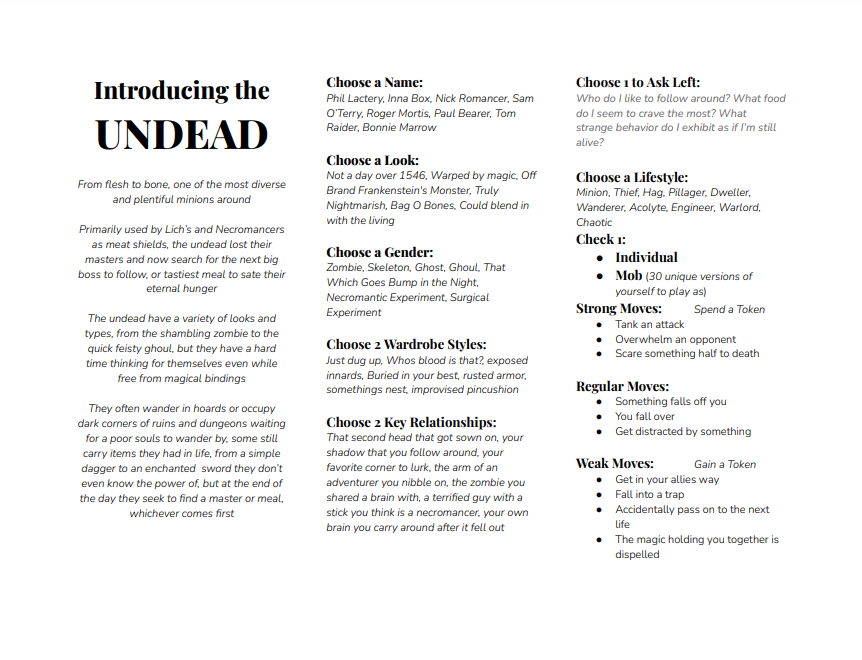 Introducing the
UNDEAD
From flesh to bone, one of the most diverse
and plentiful minions around
Primarily used by Lich's and Necromancers
as meat shields, the undead lost their
masters and now search for the next big
boss to follow, or tastiest meal to sate their
eternal hunger
The undead have a variety of looks and
types, from the shambling zombie to the
quick feisty ghoul, but they have a hard
time thinking for themselves even while
free from magical bindings
They often wander in hoards or occupy
dark corners of ruins and dungeons waiting
for a poor souls to wander by, some still
carry items they had in life, from a simple
dagger to an enchanted sword they don't
even know the power of, but at the end of
the day they seek to find a master or meal,
whichever comes first
Choose a Name:
Phil Lactery, Inna Box, Nick Romancer, Sam
O'Terry, Roger Mortis, Paul Bearer, Tom
Raider, Bonnie Marrow
Choose a Look:
Not a day over 1546, Warped by magic, Off
Brand Frankenstein's Monster, Truly
Nightmarish, Bag O Bones, Could blend in
with the living
Choose a Gender:
Zombie, Skeleton, Ghost, Ghoul, That
Which Goes Bump in the Night,
Necromantic Experiment, Surgical
Experiment
Choose 2 Wardrobe Styles:
Just dug up, Whos blood is that?, exposed
innards, Buried in your best, rusted armor,
somethings nest, improvised pincushion
Choose 2 Key Relationships:
That second head that got sown on, your
shadow that you follow around, your
favorite corner to lurk, the arm of an
adventurer you nibble on, the zombie you
shared a brain with, a terrified guy with a
stick you think is a necromancer, your own
brain you carry around after it fell out
Choose 1 to Ask Left:
Who do I like to follow around? What food
do I seem to crave the most? What
strange behavior do I exhibit as if I'm still
alive?
Choose a Lifestyle:
Minion, Thief, Hag, Pillager, Dweller,
Wanderer, Acolyte, Engineer, Warlord,
Chaotic
Check 1:
● Individual
● Mob (30 unique versions of
yourself to play as)
Strong Moves: Spend a Token
● Tank an attack
● Overwhelm an opponent
● Scare something half to death
Regular Moves:
● Something falls off you
● You fall over
● Get distracted by something
Weak Moves: Gain a Token
● Get in your allies way
● Fall into a trap
● Accidentally pass on to the next
life
● The magic holding you together is
dispelled